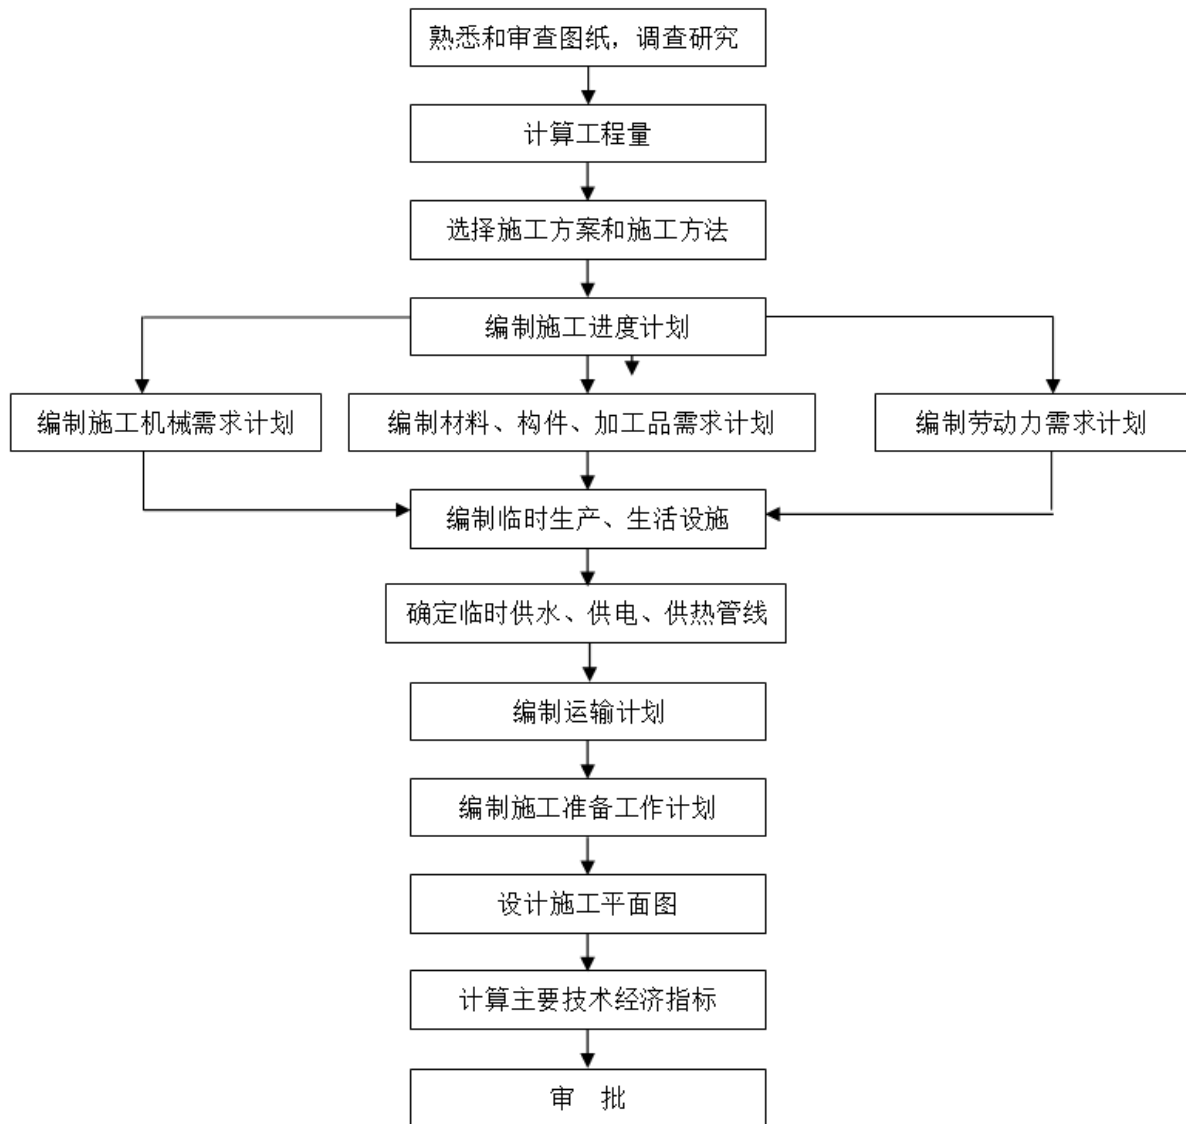 熟悉和审查图纸，调查研究
计算工程量
选择施工方案和施工方法
编制施工进度计划
编制施工机械需求计划
编制材料、构件、加工品需求计划
编制劳动力需求计划
编制临时生产、生活设施
确定临时供水、供电、供热管线
编制运输计划
编制施工准备工作计划
设计施工平面图
计算主要技术经济指标
审 批